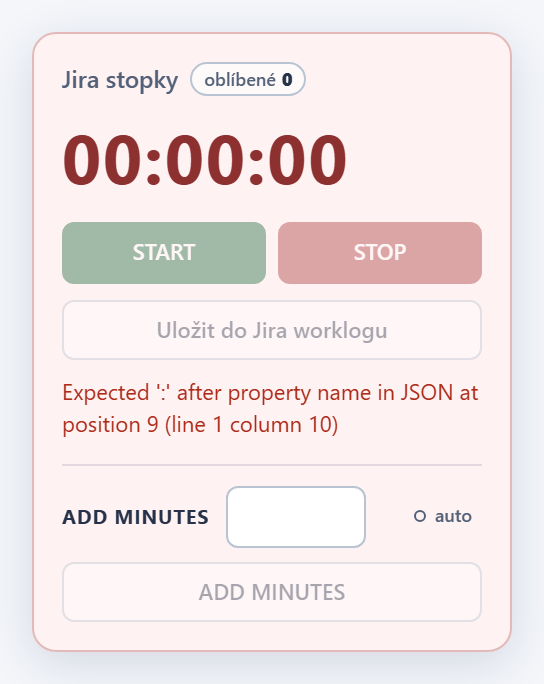 Jira stopky oblíbené 0
00:00:00
START STOP
Uložit do Jira worklogu
Expected ':' after property name in JSON at
position 9 (line 1 column 10)
ADD MINUTES auto
ADD MINUTES